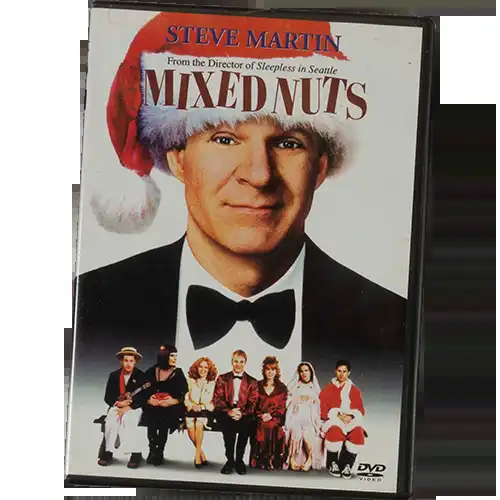 STEVE MARTIN
From the Director of Sleepless in Seattle
MIXED NUTS
DVD
VIDEO